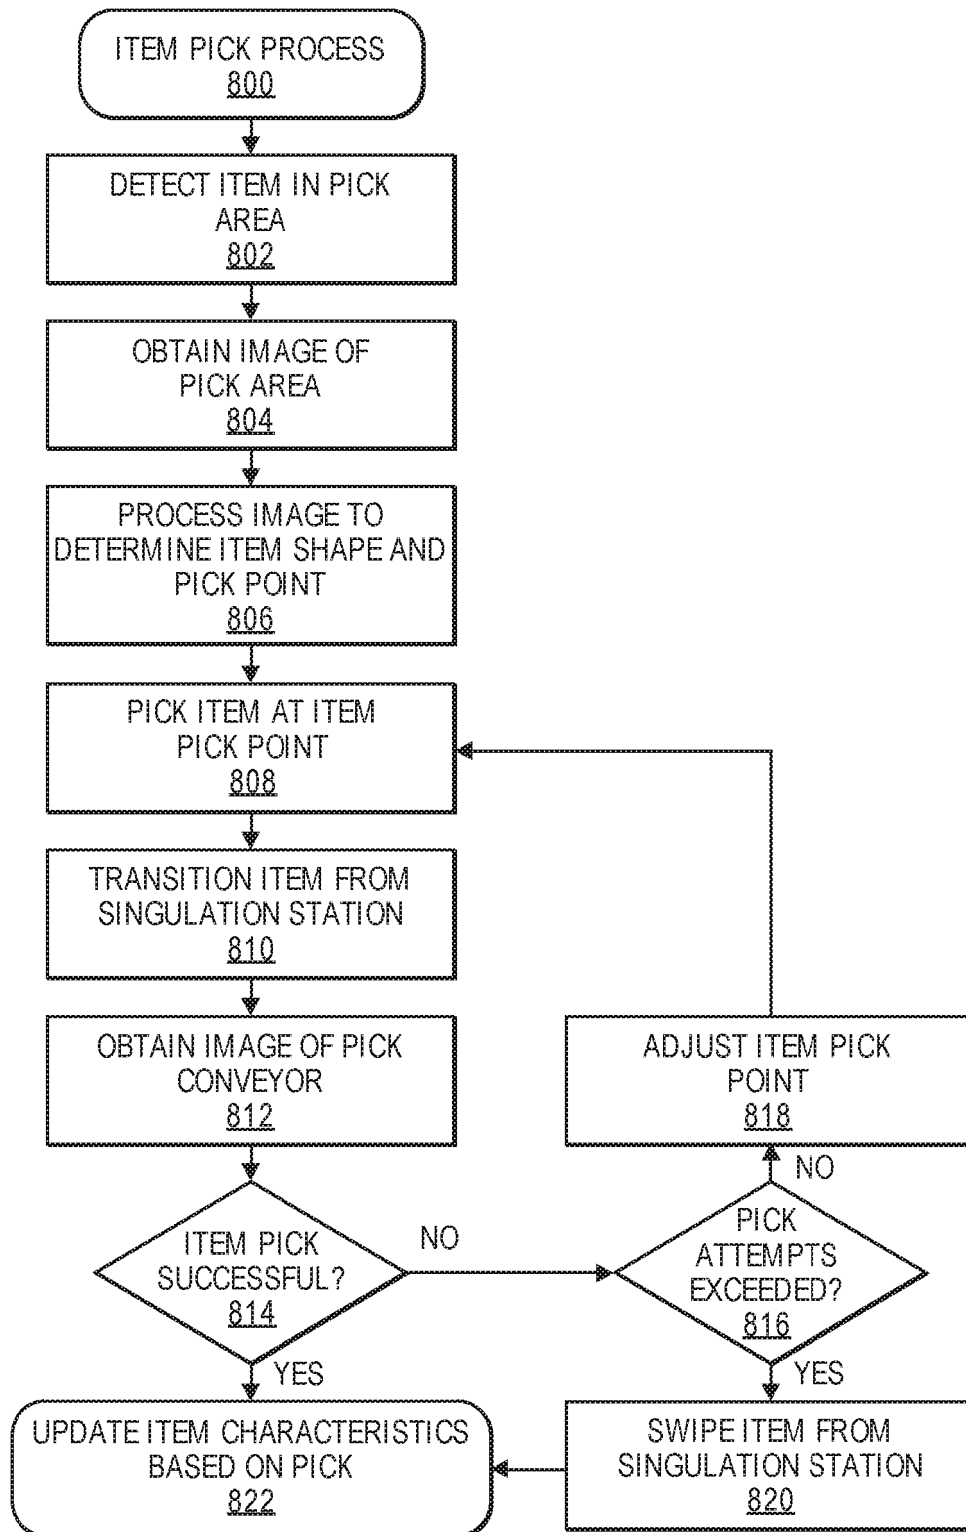 ITEM PICK PROCESS
800
DETECT ITEM IN PICK
AREA
802
OBTAIN IMAGE OF
PICK AREA
804
PROCESS IMAGE TO
DETERMINE ITEM SHAPE AND
PICK POINT
806
PICK ITEM AT ITEM
PICK POINT
808
TRANSITION ITEM FROM
SINGULATION STATION
810
OBTAIN IMAGE OF PICK
CONVEYOR
812
ITEM PICK
SUCCESSFUL?
814
NO
YES
PICK
ATTEMPTS
EXCEEDED?
816
NO
YES
ADJUST ITEM PICK
POINT
818
SWIPE ITEM FROM
SINGULATION STATION
820
UPDATE ITEM CHARACTERISTICS
BASED ON PICK
822